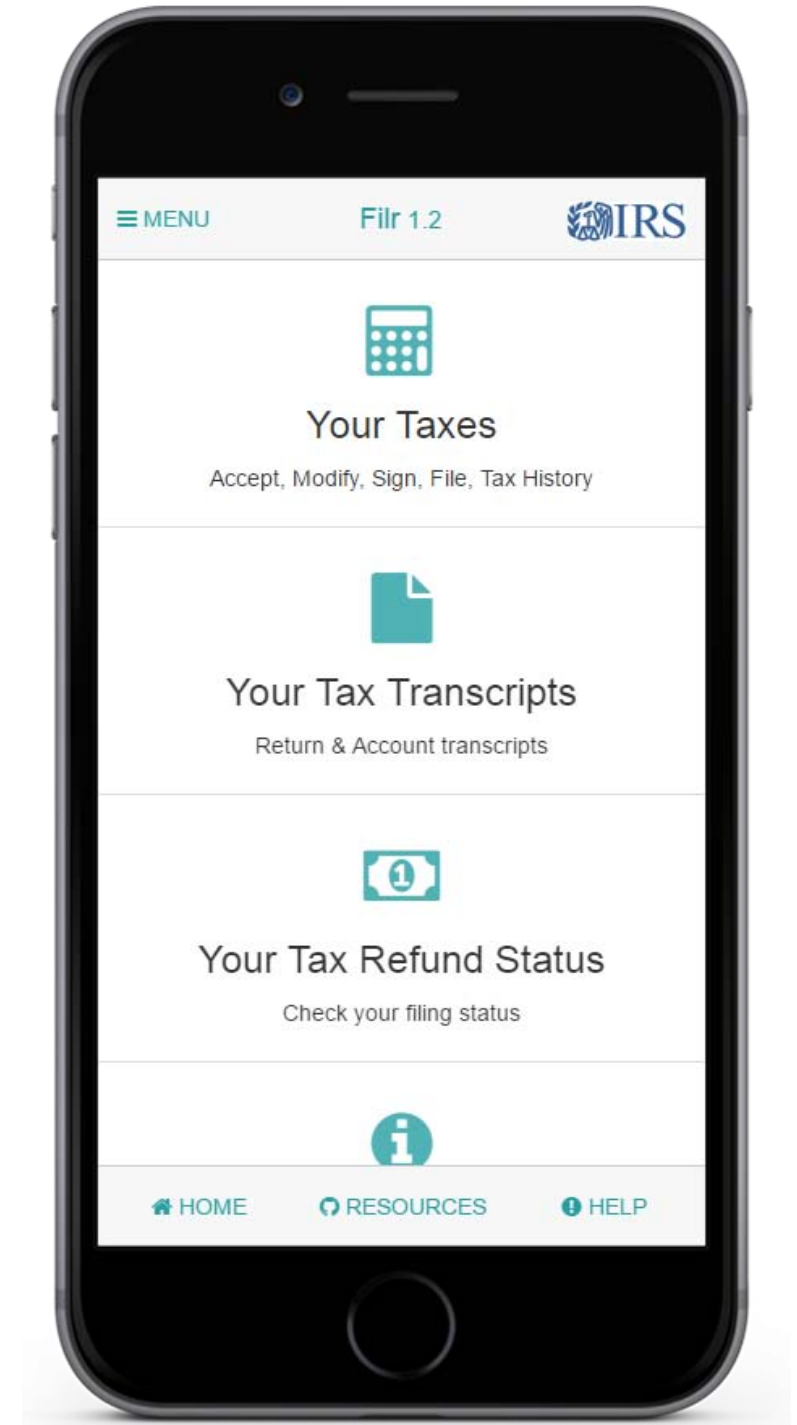 MENU
Filr 1.2
IRS
Your Taxes
Accept, Modify, Sign, File, Tax History
Your Tax Transcripts
Return & Account transcripts
1
Your Tax Refund Status
Check your filing status
HOME
RESOURCES
HELP